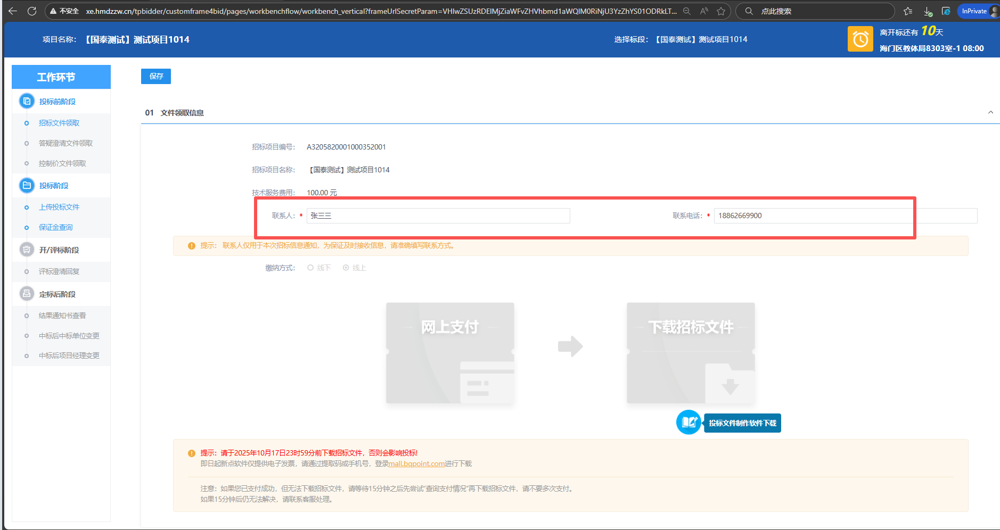 不安全 xe.hmdzzw.cn/tpbidder/customframe4bid/pages/workbenchflow/workbench_vertical?frameUrlSecretParam=VHlwZSUzRDElMjZiaWFvZHVhbmd1aWQlM0RiNjU3YzZhYS01ODRkLT...
点此搜索
InPrivate
项目名称：
【国泰测试】测试项目1014
选择标段：
【国泰测试】测试项目1014
离开标还有 10天
海门区教体局8303室-1 08:00
工作环节
投标前阶段
招标文件领取
答疑澄清文件领取
控制价文件领取
投标阶段
上传投标文件
保证金查询
开/评标阶段
评标澄清回复
定标后阶段
结果通知书查看
中标后中标单位变更
中标后项目经理变更
保存
01 文件领取信息
招标项目编号： A3205820001000352001
招标项目名称： 【国泰测试】测试项目1014
技术服务费用： 100.00 元
联系人：* 张三三
联系电话：* 18862669900
提示： 联系人仅用于本次招标信息通知，为保证及时接收信息，请准确填写联系方式。
缴纳方式： 线下 线上
网上支付
下载招标文件
投标文件制作软件下载
提示：请于2025年10月17日23时59分前下载招标文件，否则会影响投标!
即日起新点软件仅提供电子发票，请通过提取码或手机号，登录mall.bqpoint.com进行下载
注意：如果您已支付成功，但无法下载招标文件，请等待15分钟之后先尝试"查询支付情况"再下载招标文件，请不要多次支付。
如果15分钟后仍无法解决，请联系客服处理。